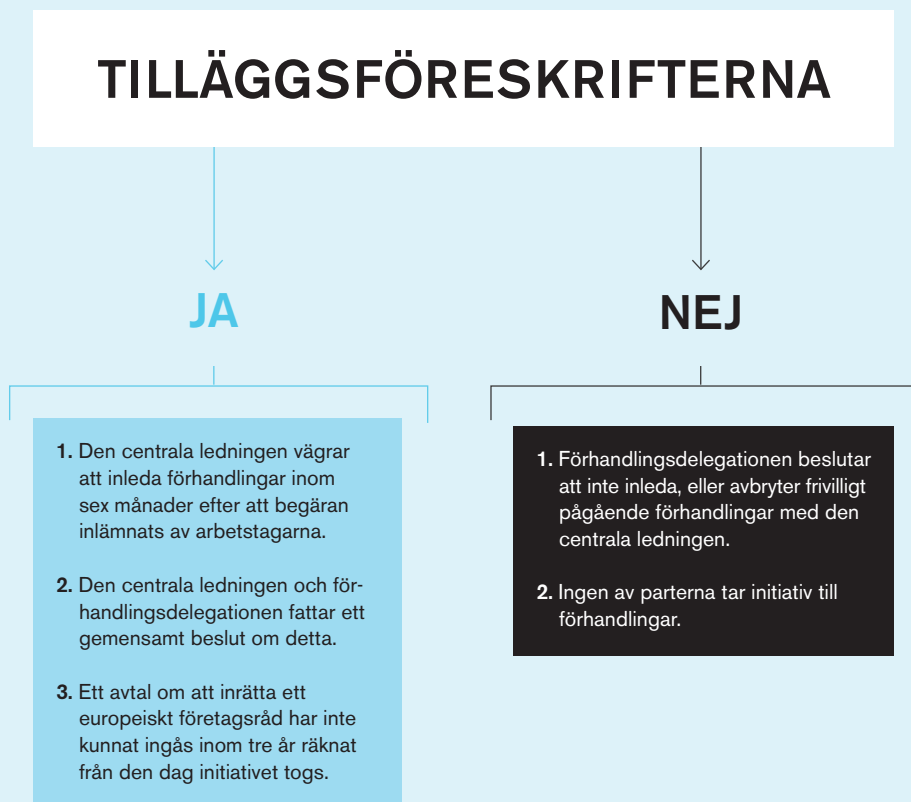 TILLÄGGSFÖRESKRIFTERNA
JA
1. Den centrala ledningen vägrar
att inleda förhandlingar inom
sex månader efter att begäran
inlämnats av arbetstagarna.
2. Den centrala ledningen och för-
handlingsdelegationen fattar ett
gemensamt beslut om detta.
3. Ett avtal om att inrätta ett
europeiskt företagsråd har inte
kunnat ingås inom tre år räknat
från den dag initiativet togs.
NEJ
1. Förhandlingsdelegationen beslutar
att inte inleda, eller avbryter frivilligt
pågående förhandlingar med den
centrala ledningen.
2. Ingen av parterna tar initiativ till
förhandlingar.